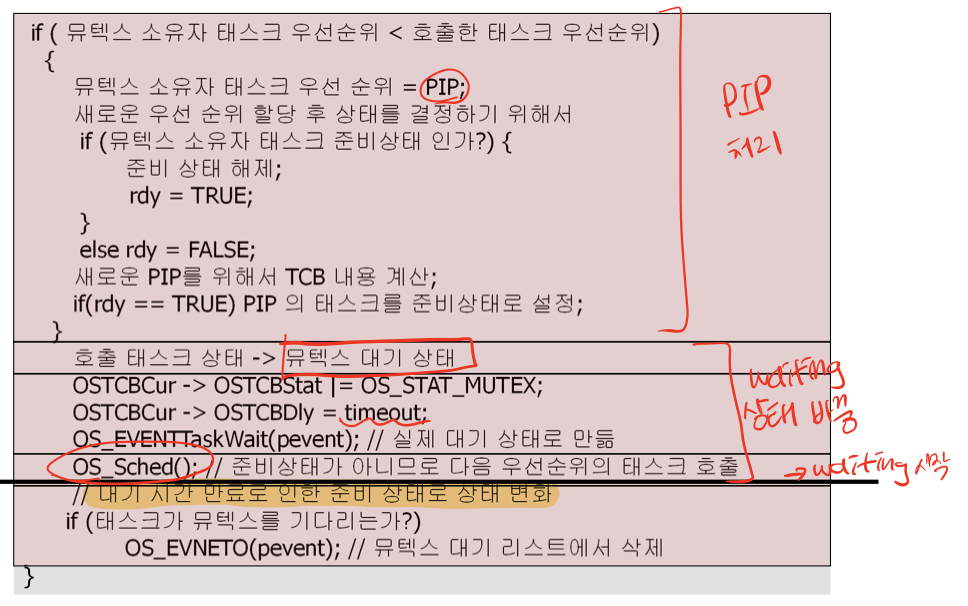 if ( 뮤텍스 소유자 태스크 우선순위 < 호출한 태스크 우선순위)
{
뮤텍스 소유자 태스크 우선 순위 = PIP;
새로운 우선 순위 할당 후 상태를 결정하기 위해서
if (뮤텍스 소유자 태스크 준비상태 인가?) {
준비 상태 해제;
rdy = TRUE;
}
else rdy = FALSE;
새로운 PIP를 위해서 TCB 내용 계산;
if(rdy == TRUE) PIP 의 태스크를 준비상태로 설정;
}
PIP
처리
호출 태스크 상태 -> 뮤텍스 대기 상태
OSTCBCur -> OSTCBStat |= OS_STAT_MUTEX;
OSTCBCur -> OSTCBDly = timeout;
OS_EVENTTaskWait(pevent); // 실제 대기 상태로 만듦
OS_Sched(); // 준비상태가 아니므로 다음 우선순위의 태스크 호출
waiting
상태 바꿈
→ waiting 시작
// 대기 시간 만료로 인한 준비 상태로 상태 변화
if (태스크가 뮤텍스를 기다리는가?)
OS_EVNETO(pevent); // 뮤텍스 대기 리스트에서 삭제
}